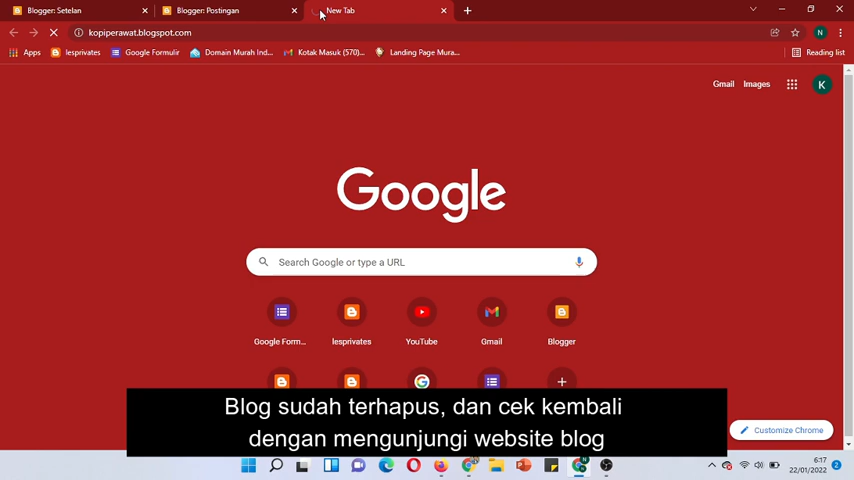 Blogger: Setelan
Blogger: Postingan
New Tab
kopiperawat.blogspot.com
Apps
lesprivates
Google Formulir
Domain Murah Ind...
Kotak Masuk (570)...
Landing Page Mura...
Reading list
N
Gmail
Images
K
Google
Search Google or type a URL
Google Form...
lesprivates
YouTube
Gmail
Blogger
Blog sudah terhapus, dan cek kembali
dengan mengunjungi website blog
Customize Chrome
6:17
22/01/2022
2